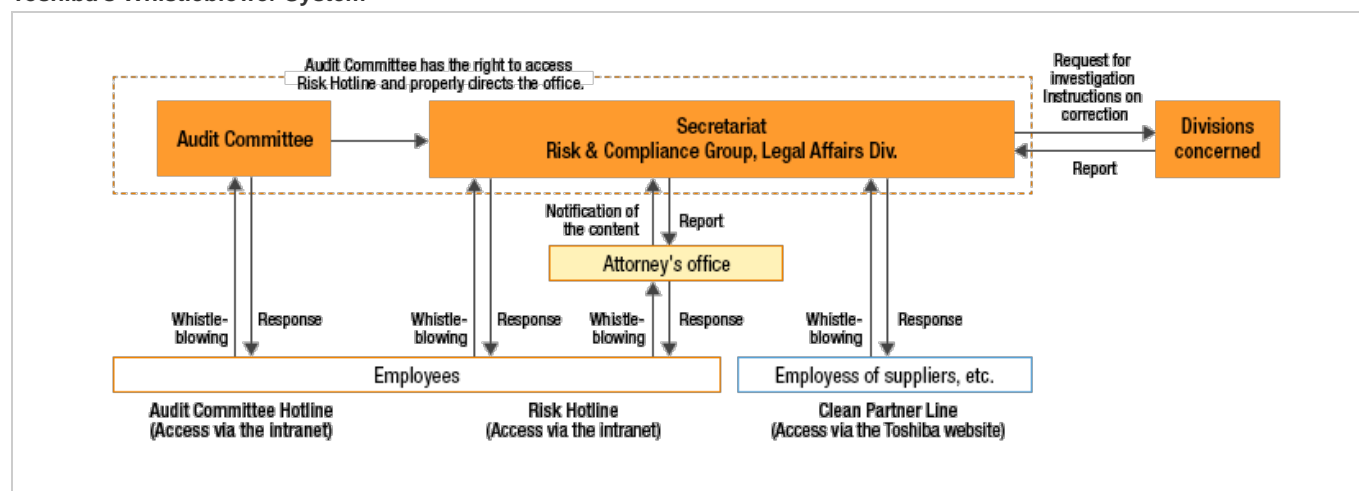 Toshiba's Whistleblower System
Audit Committee has the right to access
Risk Hotline and properly directs the office.
Request for
investigation
Instructions on
correction
Audit Committee
Secretariat
Risk & Compliance Group, Legal Affairs Div.
Divisions
concerned
Report
Notification of
the content
Report
Attorney's office
Whistle-
blowing
Response
Whistle-
blowing
Response
Whistle-
blowing
Response
Whistle-
blowing
Response
Employees
Employess of suppliers, etc.
Audit Committee Hotline
(Access via the intranet)
Risk Hotline
(Access via the intranet)
Clean Partner Line
(Access via the Toshiba website)